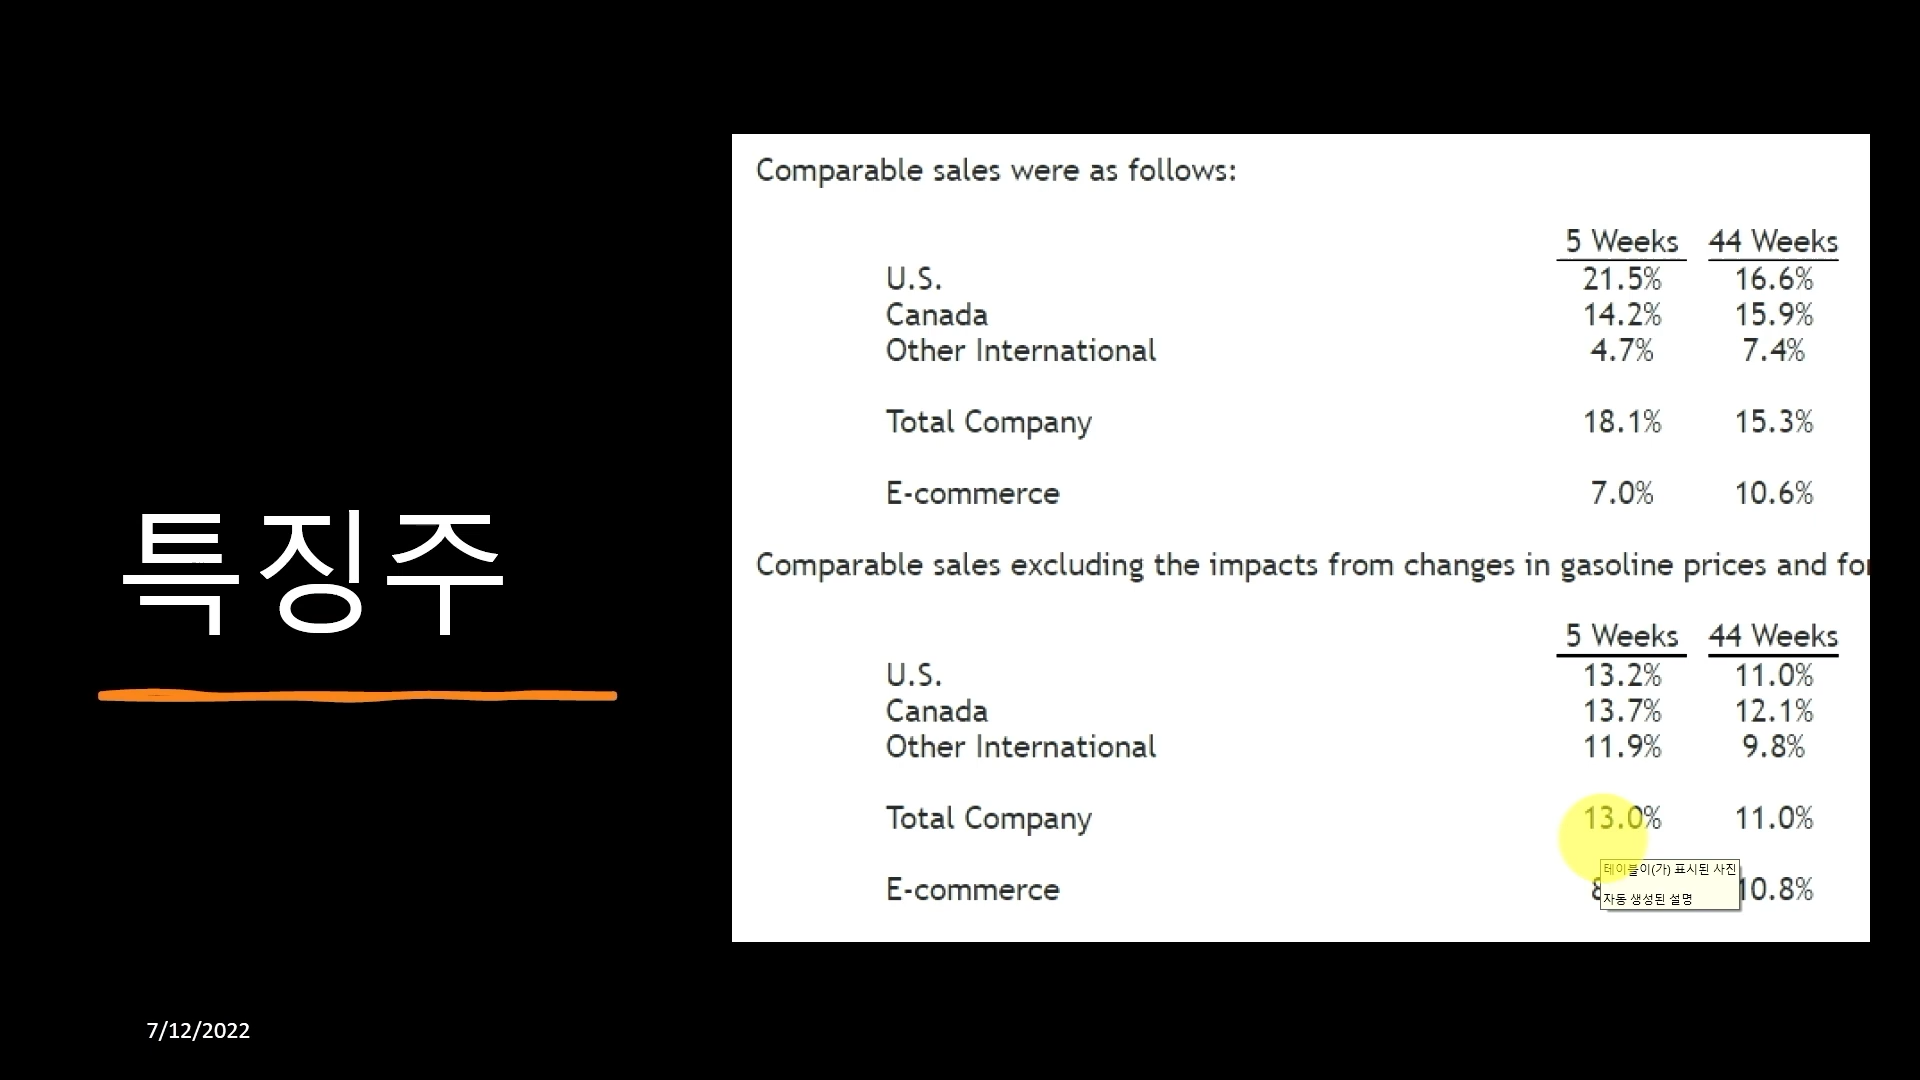 특징주
7/12/2022
Comparable sales were as follows:
5 Weeks 44 Weeks
U.S. 21.5% 16.6%
Canada 14.2% 15.9%
Other International 4.7% 7.4%
Total Company 18.1% 15.3%
E-commerce 7.0% 10.6%
Comparable sales excluding the impacts from changes in gasoline prices and
5 Weeks 44 Weeks
U.S. 13.2% 11.0%
Canada 13.7% 12.1%
Other International 11.9% 9.8%
Total Company 13.0% 11.0%
E-commerce 10.8%
테이블이(가) 표시된 사진
자동 생성된 설명